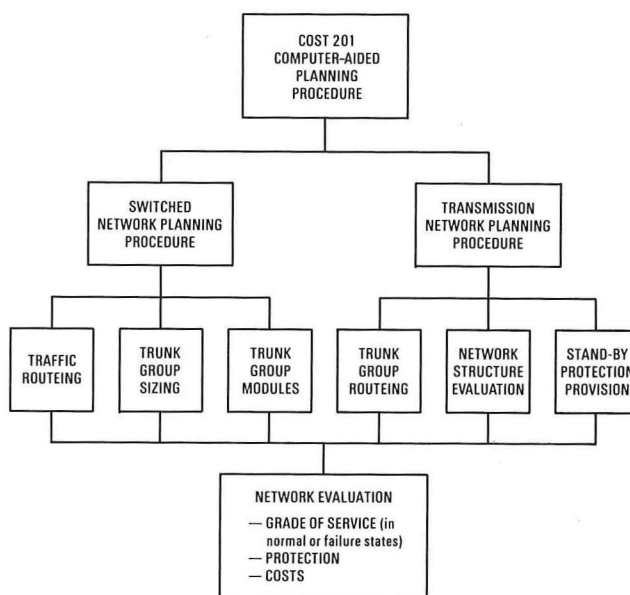 COST 201
COMPUTER-AIDED
PLANNING
PROCEDURE
SWITCHED
NETWORK PLANNING
PROCEDURE
TRANSMISSION
NETWORK PLANNING
PROCEDURE
TRAFFIC
ROUTEING
TRUNK
GROUP
SIZING
TRUNK
GROUP
MODULES
TRUNK
GROUP
ROUTEING
NETWORK
STRUCTURE
EVALUATION
STAND-BY
PROTECTION
PROVISION
NETWORK EVALUATION
— GRADE OF SERVICE (in
normal or failure states)
— PROTECTION
— COSTS